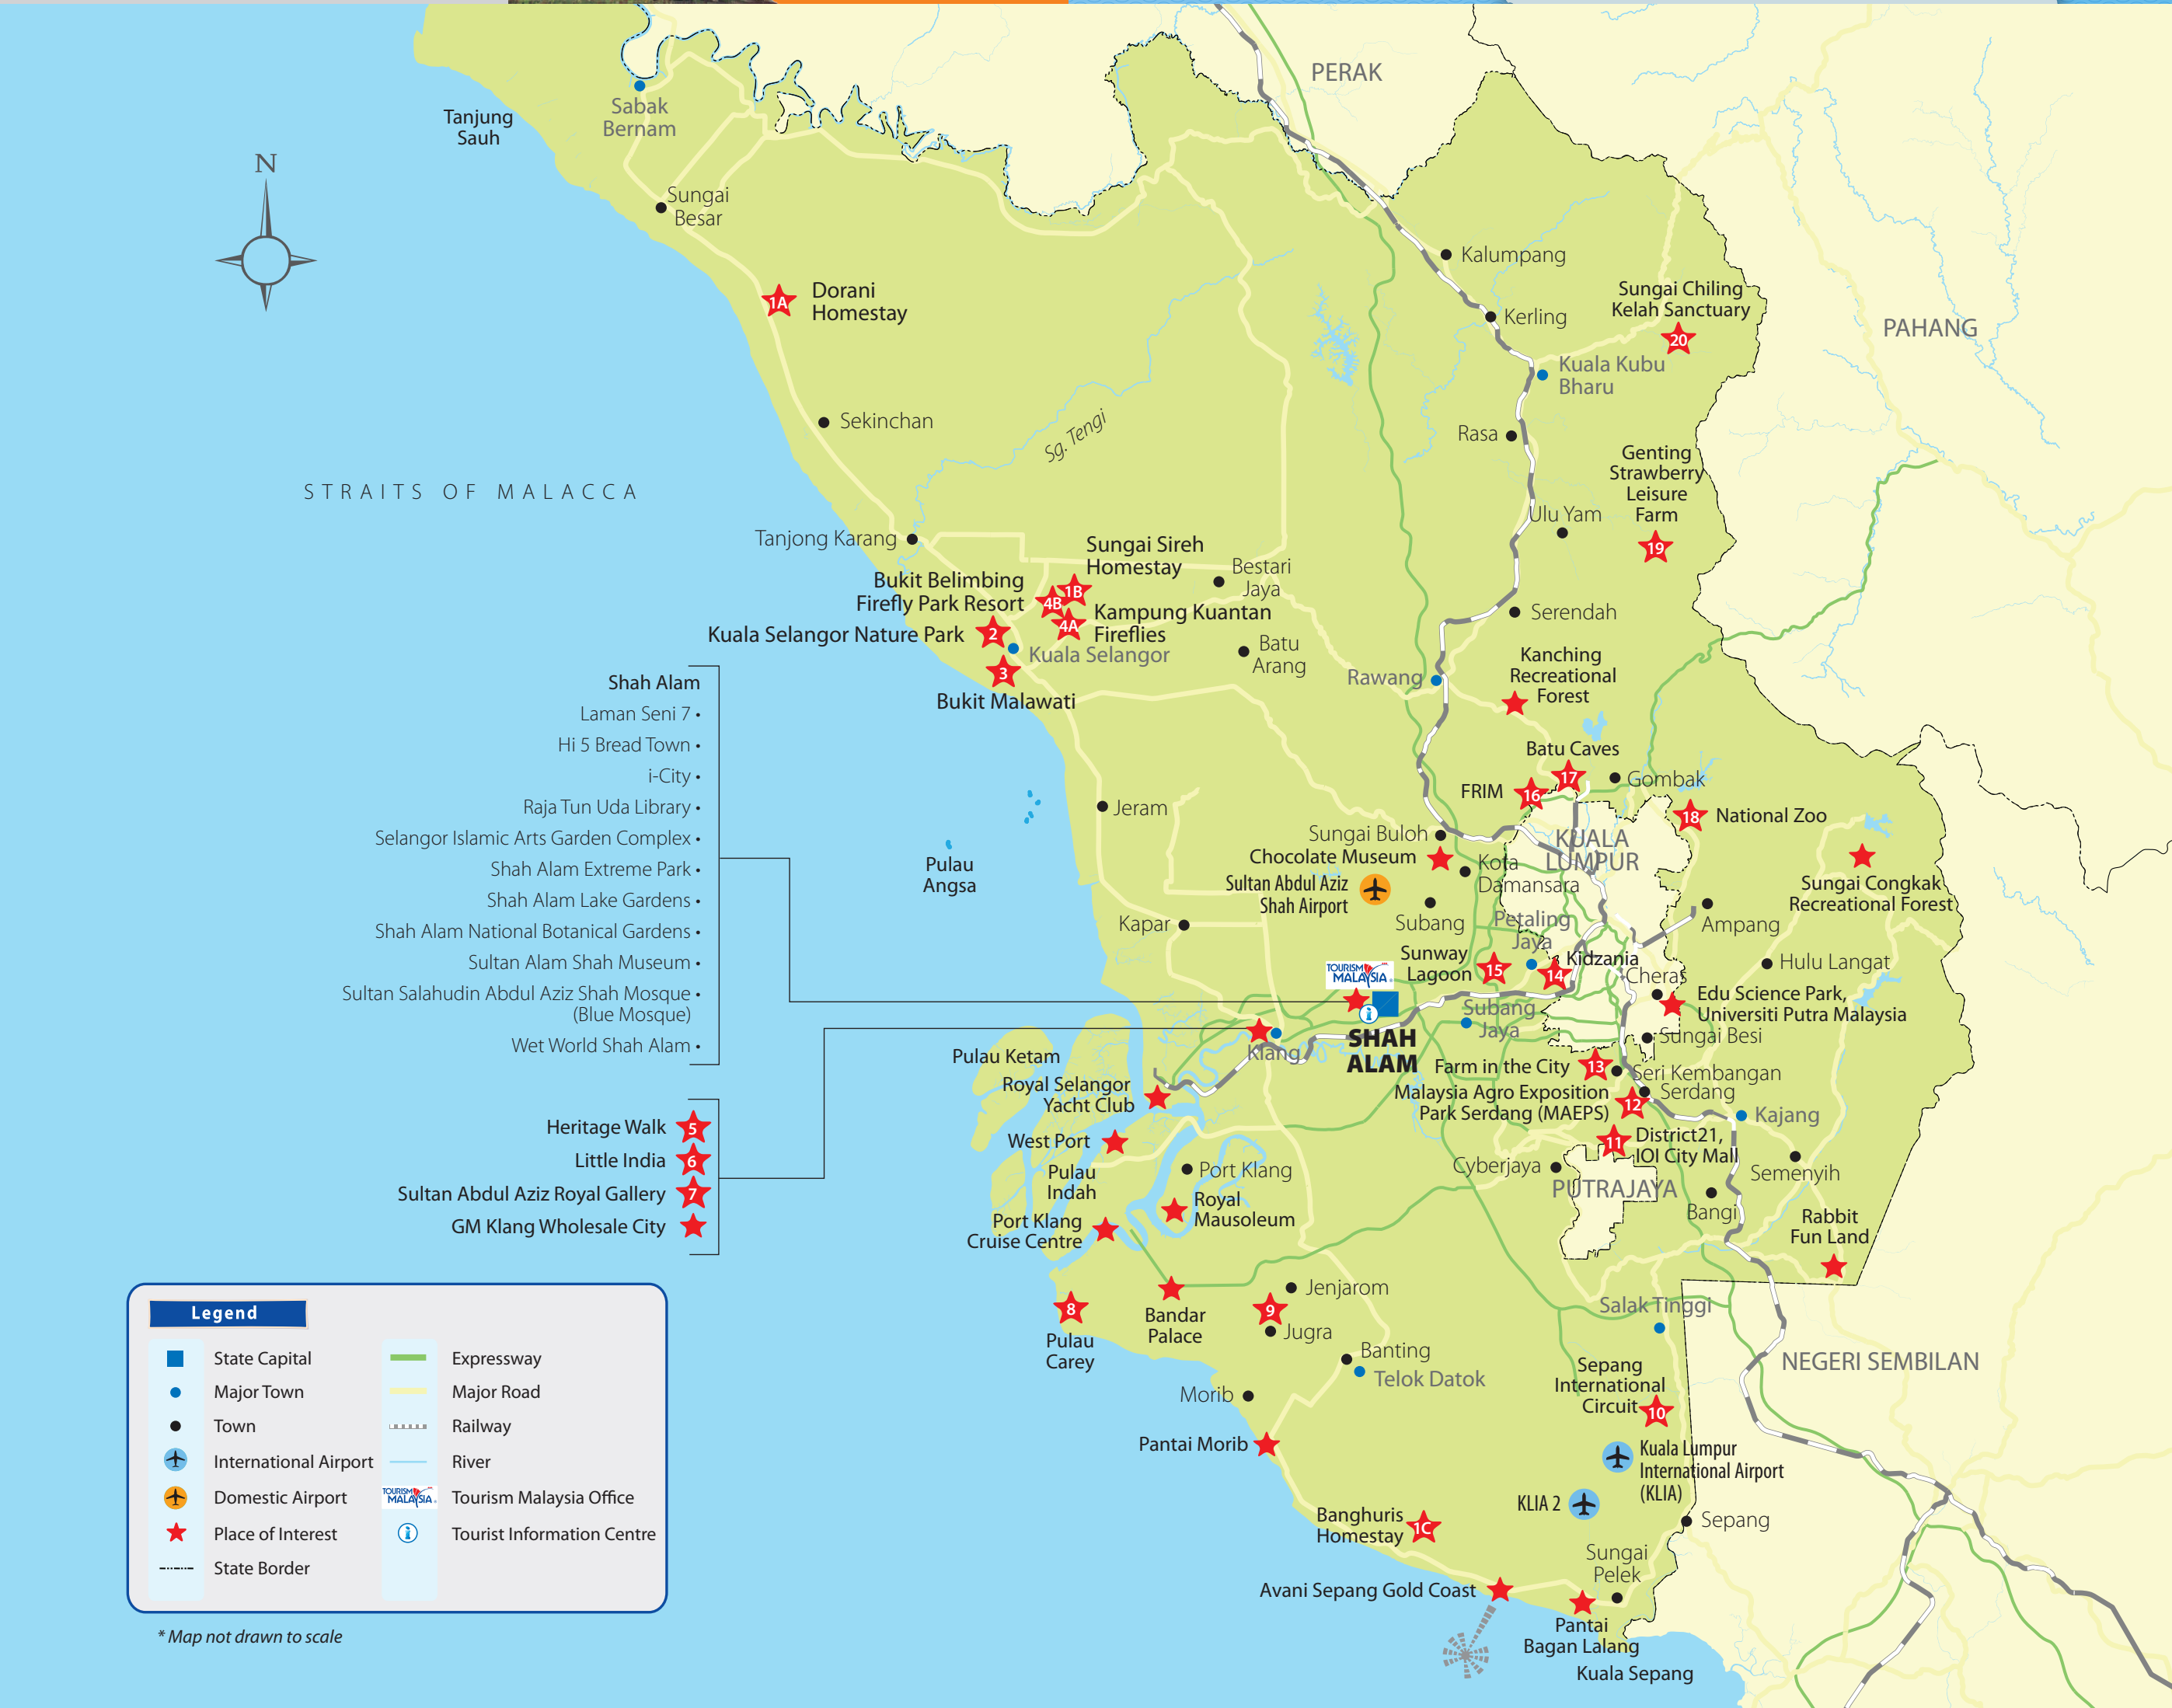 PERAK
Tanjung
Sauh
Sabak
Bernam
N
Sungai
Besar
Kalumpang
Dorani
Homestay
1A
Sungai Chiling
Kelah Sanctuary
20
Kerling
PAHANG
Kuala Kubu
Bharu
Sekinchan
Sg. Tengi
Rasa
Genting
Strawberry
Leisure
Farm
19
STRAITS OF MALACCA
Ulu Yam
Tanjong Karang
Sungai Sireh
Homestay
1B
Bestari
Jaya
Bukit Belimbing
Firefly Park Resort
4B
Kampung Kuantan
Fireflies
4A
Serendah
Kuala Selangor Nature Park
2
Kuala Selangor
Batu
Arang
3
Bukit Malawati
Rawang
Kanching
Recreational
Forest
Shah Alam
Laman Seni 7 •
Hi 5 Bread Town •
i-City •
Raja Tun Uda Library •
Selangor Islamic Arts Garden Complex •
Shah Alam Extreme Park •
Shah Alam Lake Gardens •
Shah Alam National Botanical Gardens •
Sultan Alam Shah Museum •
Sultan Salahudin Abdul Aziz Shah Mosque •
(Blue Mosque)
Wet World Shah Alam •
Batu Caves
17
Gombak
FRIM
16
Jeram
National Zoo
18
Sungai Buloh
KUALA
LUMPUR
Chocolate Museum
Kota
Damansara
Pulau
Angsa
Sultan Abdul Aziz
Shah Airport
Sungai Congkak
Recreational Forest
Subang
Petaling
Jaya
Kapar
Ampang
Sunway
Lagoon
15
Kidzania
14
Hulu Langat
TOURISM
MALAYSIA
Cheras
Edu Science Park,
Universiti Putra Malaysia
Subang
Jaya
i
SHAH
ALAM
Klang
Sungai Besi
Pulau Ketam
Farm in the City
13
Seri Kembangan
Royal Selangor
Yacht Club
Malaysia Agro Exposition
Park Serdang (MAEPS)
12
Serdang
Kajang
Heritage Walk 5
Little India 6
Sultan Abdul Aziz Royal Gallery 7
GM Klang Wholesale City
West Port
11
District21,
IOI City Mall
Pulau
Indah
Port Klang
Cyberjaya
Semenyih
PUTRAJAYA
Royal
Mausoleum
Bangi
Port Klang
Cruise Centre
Rabbit
Fun Land
Jenjarom
8
Pulau
Carey
Bandar
Palace
9
Jugra
Salak Tinggi
Banting
Telok Datok
NEGERI SEMBILAN
Morib
Sepang
International
Circuit
10
Pantai Morib
Kuala Lumpur
International Airport
(KLIA)
KLIA 2
Banghuris
Homestay
1C
Sepang
Sungai
Pelek
Avani Sepang Gold Coast
Pantai
Bagan Lalang
Kuala Sepang
Legend
State Capital
Major Town
Town
International Airport
Domestic Airport
Place of Interest
State Border
Expressway
Major Road
Railway
River
TOURISM
MALAYSIA
Tourism Malaysia Office
i
Tourist Information Centre
* Map not drawn to scale